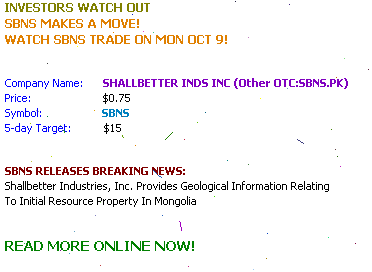 INVESTORS WATCH OUT
SBNS MAKES A MOVE!
WATCH SBNS TRADE ON MON OCT 9!
Company Name: SHALLBETTER INDS INC (Other OTC:SBNS.PK)
Price: $0.75
Symbol: SBNS
5-day Target: $15
SBNS RELEASES BREAKING NEWS:
Shallbetter Industries, Inc. Provides Geological Information Relating
To Initial Resource Property In Mongolia
READ MORE ONLINE NOW!